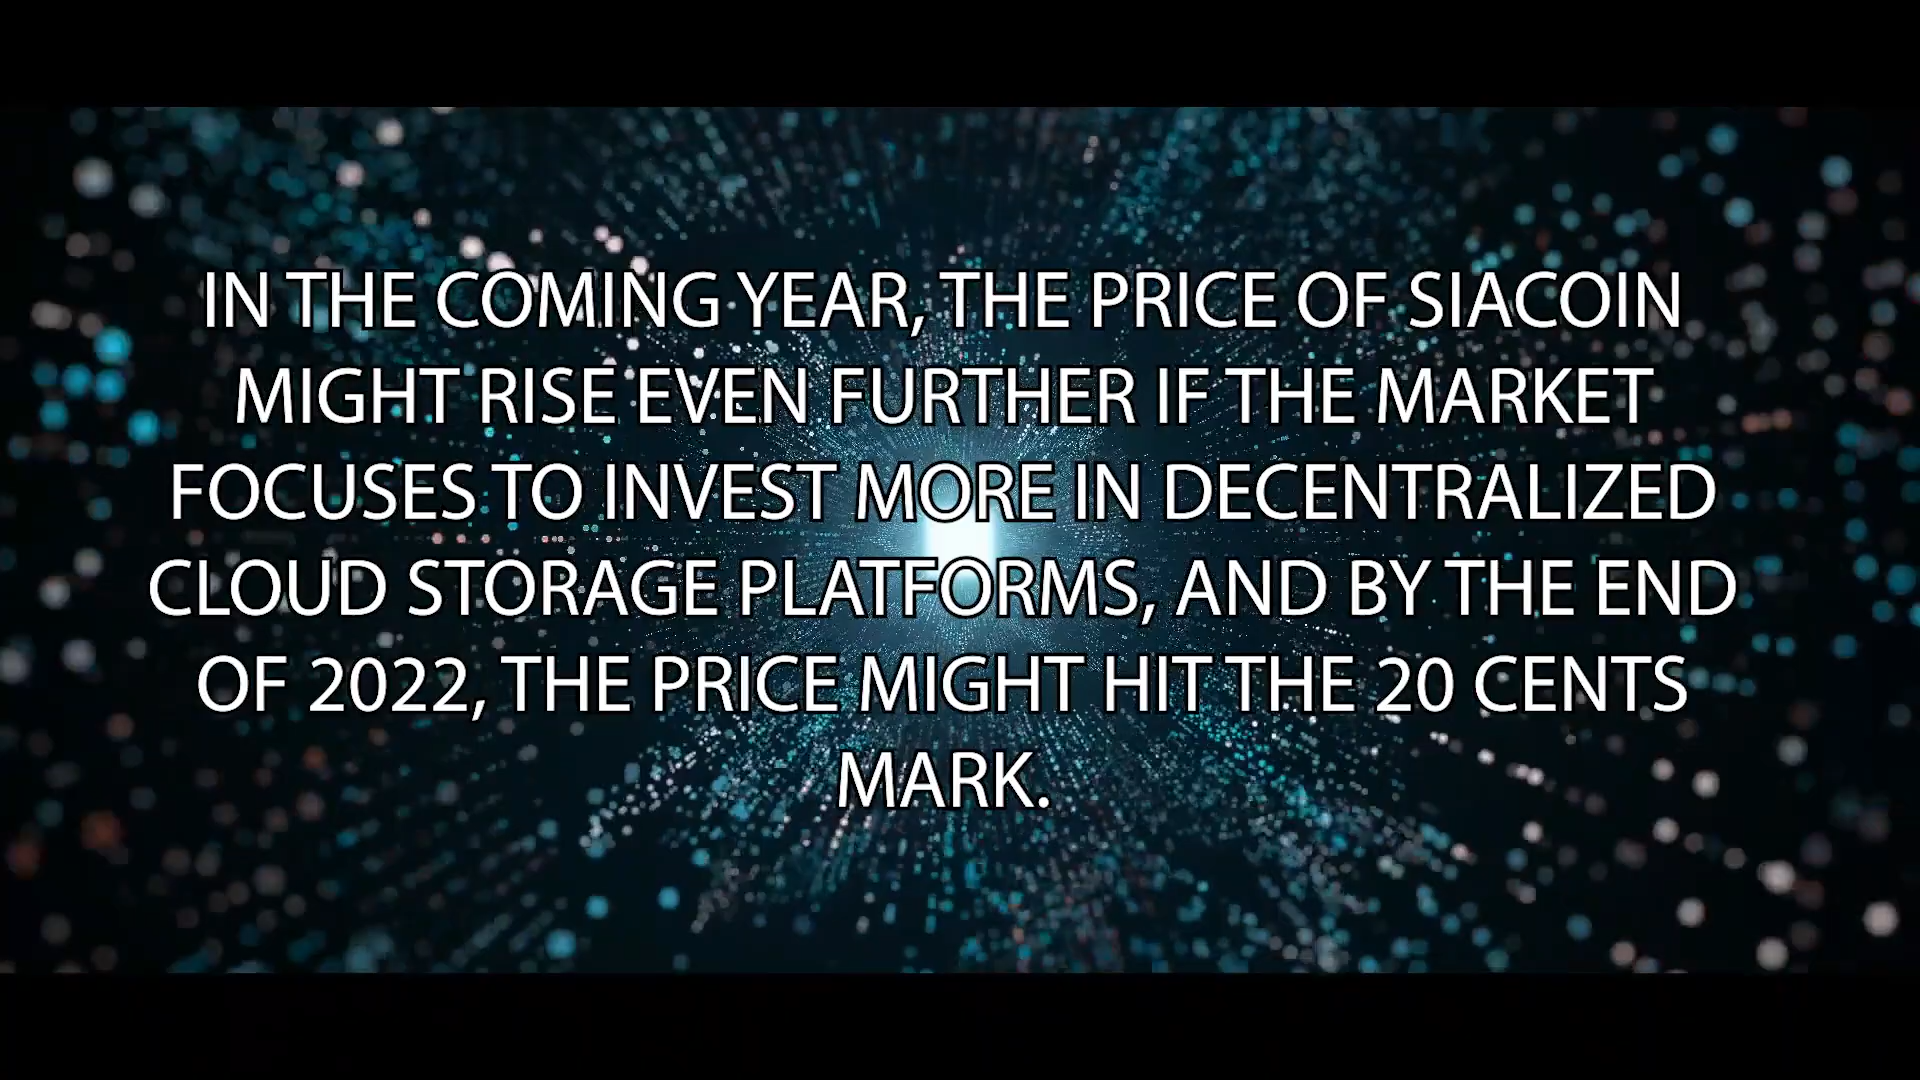 IN THE COMING YEAR, THE PRICE OF SIACOIN
MIGHT RISE EVEN FURTHER IF THE MARKET
FOCUSES TO INVEST MORE IN DECENTRALIZED
CLOUD STORAGE PLATFORMS, AND BY THE END
OF 2022, THE PRICE MIGHT HIT THE 20 CENTS
MARK.